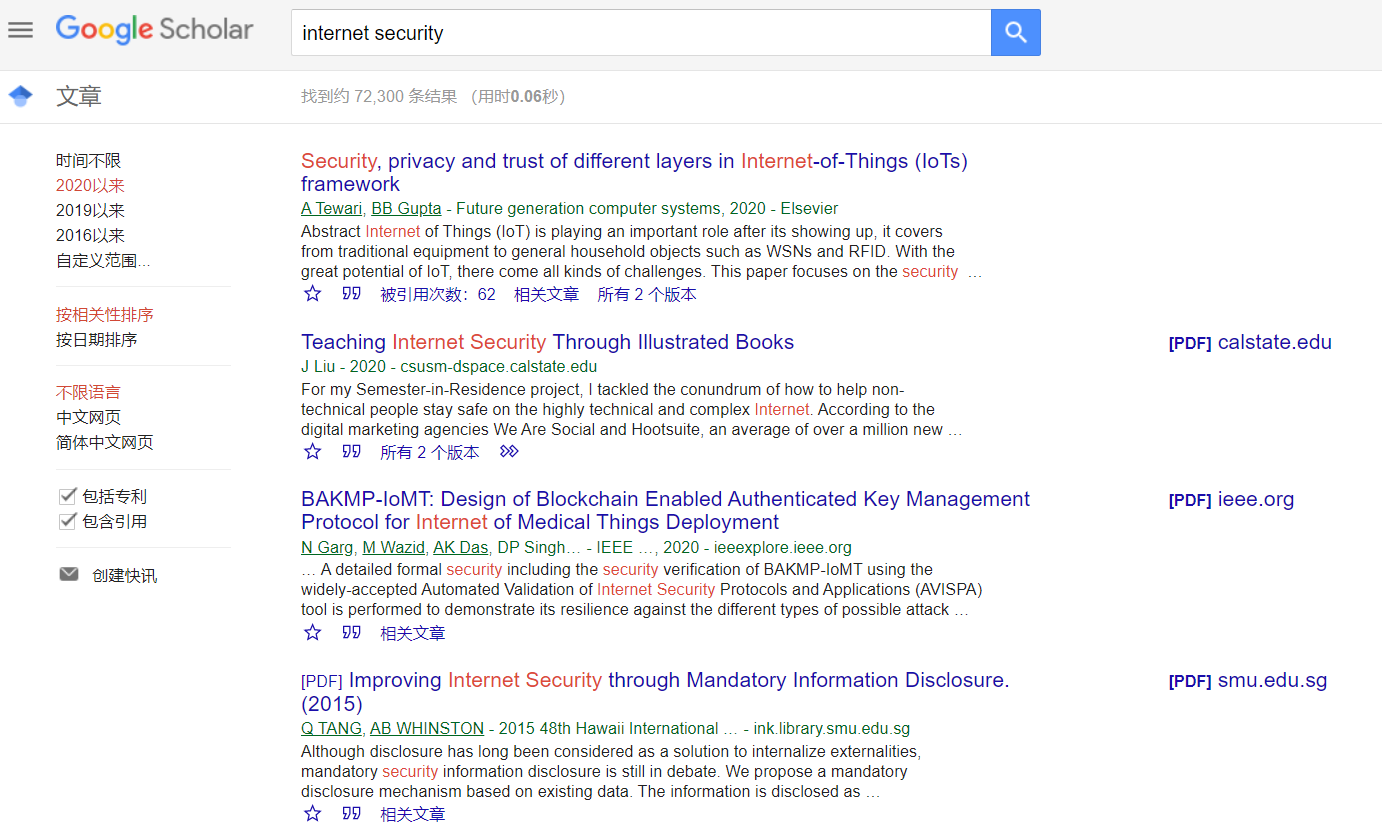 Google Scholar
internet security
文章
找到约 72,300 条结果 （用时0.06秒）
时间不限
2020以来
2019以来
2016以来
自定义范围...
按相关性排序
按日期排序
不限语言
中文网页
简体中文网页
包括专利
包含引用
创建快讯
Security, privacy and trust of different layers in Internet-of-Things (IoTs)
framework
A Tewari, BB Gupta - Future generation computer systems, 2020 - Elsevier
Abstract Internet of Things (IoT) is playing an important role after its showing up, it covers
from traditional equipment to general household objects such as WSNs and RFID. With the
great potential of IoT, there come all kinds of challenges. This paper focuses on the security …
被引用次数：62 相关文章 所有 2 个版本
Teaching Internet Security Through Illustrated Books
[PDF] calstate.edu
J Liu - 2020 - csusm-dspace.calstate.edu
For my Semester-in-Residence project, I tackled the conundrum of how to help non-
technical people stay safe on the highly technical and complex Internet. According to the
digital marketing agencies We Are Social and Hootsuite, an average of over a million new …
所有 2 个版本
BAKMP-IoMT: Design of Blockchain Enabled Authenticated Key Management
Protocol for Internet of Medical Things Deployment
[PDF] ieee.org
N Garg, M Wazid, AK Das, DP Singh… - IEEE …, 2020 - ieeexplore.ieee.org
… A detailed formal security including the security verification of BAKMP-IoMT using the
widely-accepted Automated Validation of Internet Security Protocols and Applications (AVISPA)
tool is performed to demonstrate its resilience against the different types of possible attack …
相关文章
[PDF] Improving Internet Security through Mandatory Information Disclosure.
(2015)
[PDF] smu.edu.sg
Q TANG, AB WHINSTON - 2015 48th Hawaii International … - ink.library.smu.edu.sg
Although disclosure has long been considered as a solution to internalize externalities,
mandatory security information disclosure is still in debate. We propose a mandatory
disclosure mechanism based on existing data. The information is disclosed as …
相关文章